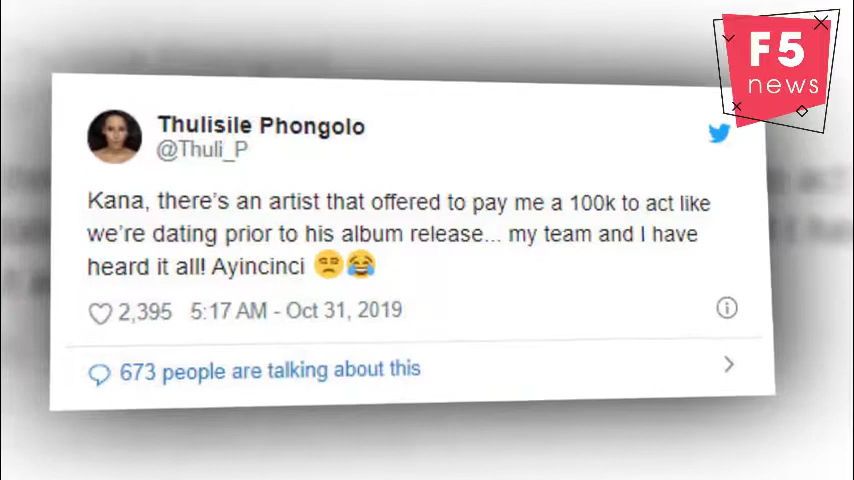 F5
news
Thulisile Phongolo
@Thuli_P
Kana, there's an artist that offered to pay me a 100k to act like
we're dating prior to his album release... my team and I have
heard it all! Ayincinci 😒😂
2,395 5:17 AM - Oct 31, 2019
673 people are talking about this